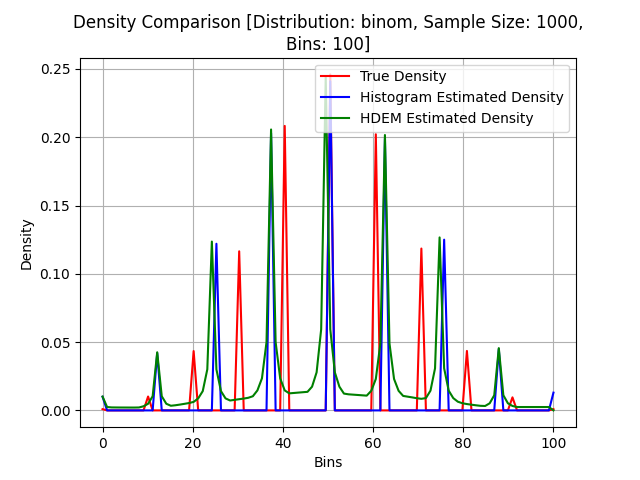 Density Comparison [Distribution: binom, Sample Size: 1000,
Bins: 100]
True Density
Histogram Estimated Density
HDEM Estimated Density
Density
0.25
0.20
0.15
0.10
0.05
0.00
0 20 40 60 80 100
Bins